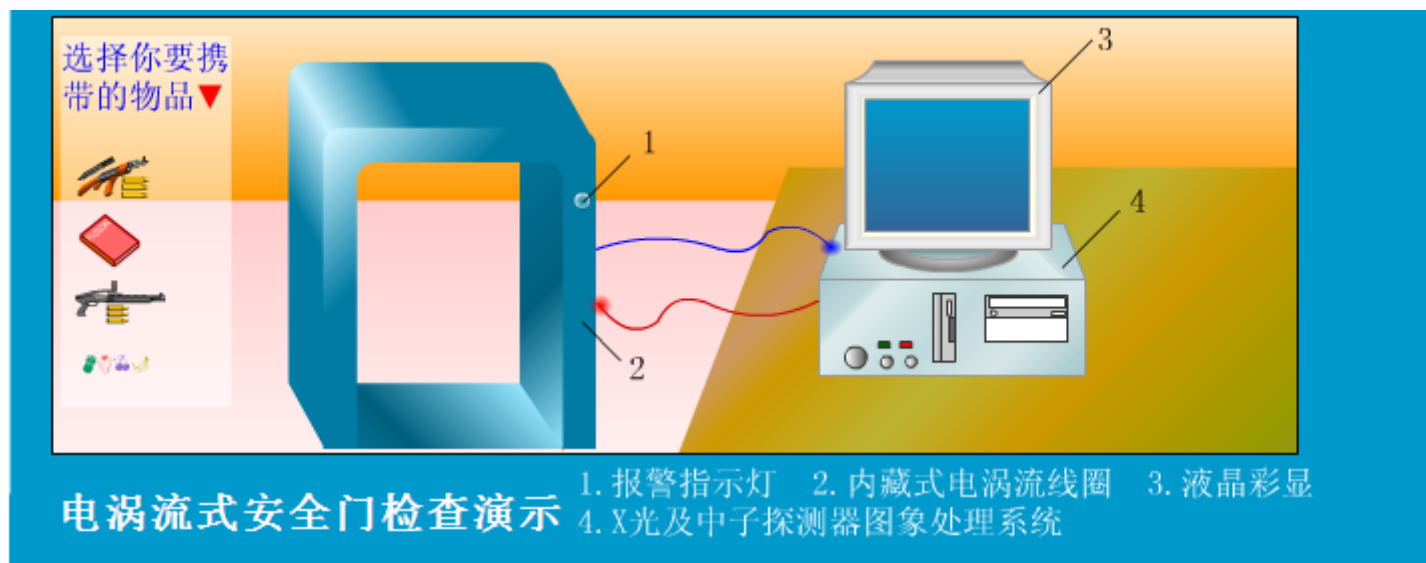 选择你要携
带的物品▼
1
2
3
4
电涡流式安全门检查演示
1.报警指示灯 2.内藏式电涡流线圈 3.液晶彩显
4.X光及中子探测器图象处理系统